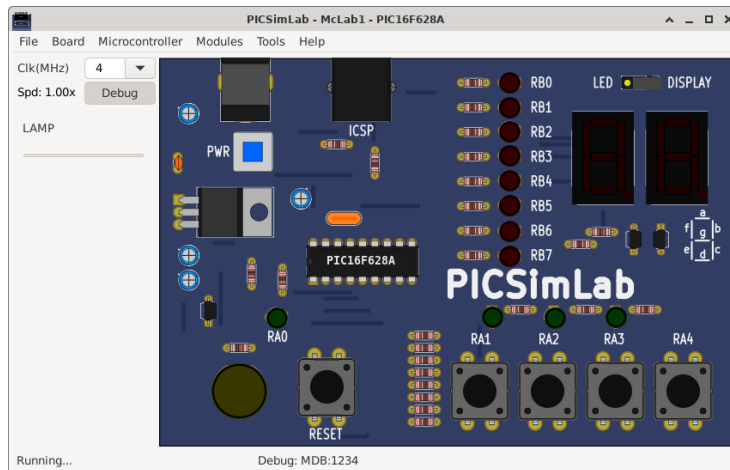 PICSimLab - McLab1 - PIC16F628A
File Board Microcontroller Modules Tools Help
Clk(MHz) 4
Spd: 1.00x Debug
LAMP
PWR
ICSP
RB0
RB1
RB2
RB3
RB4
RB5
RB6
RB7
LED DISPLAY
a
f b
g
e c
d
PIC16F628A
PICSimLab
RA0
RA1 RA2 RA3 RA4
RESET
Running... Debug: MDB:1234